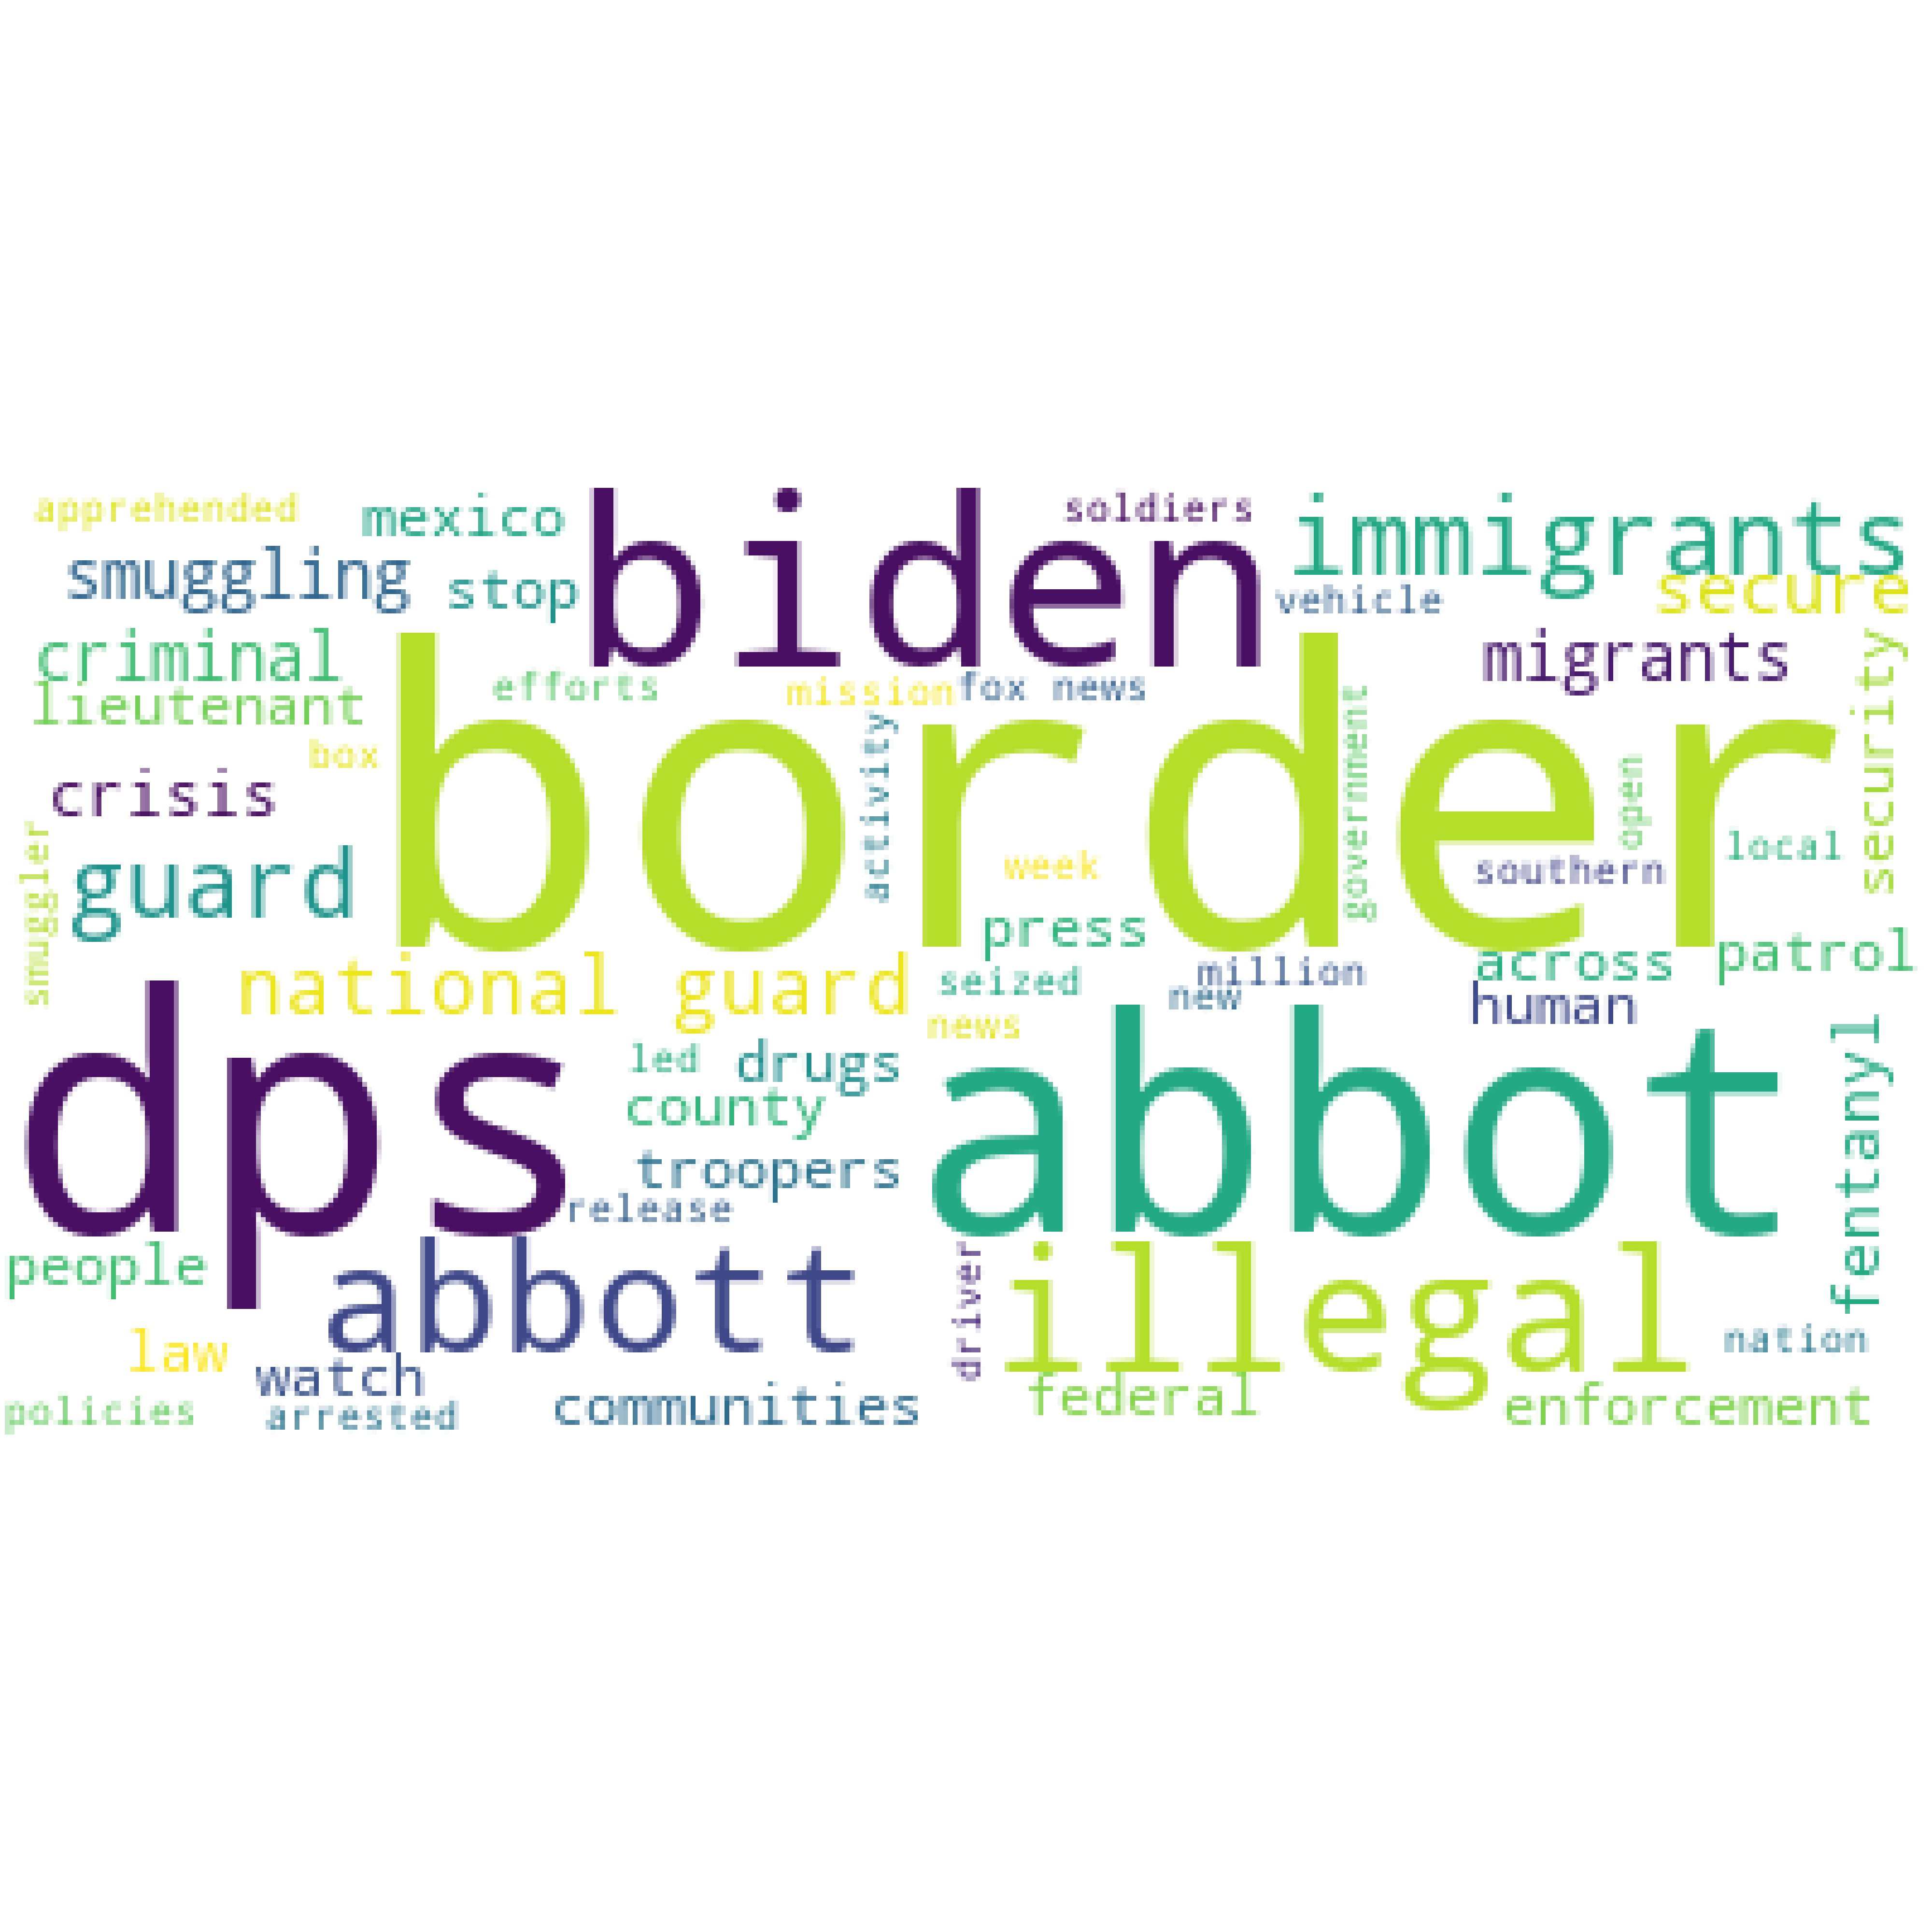 apprehended
mexico
biden
soldiers
immigrants
smuggling
stop
vehicle
secure
criminal
migrants
security
lieutenant
efforts
mission
fox news
border
box
activity
government
open
crisis
smuggler
guard
week
southern
local
press
across
patrol
national guard
seized
million
new
human
news
dps
led
drugs
abbot
fentanyl
county
troopers
release
people
abbott
driver
illegal
law
watch
nation
policies
arrested
communities
federal
enforcement